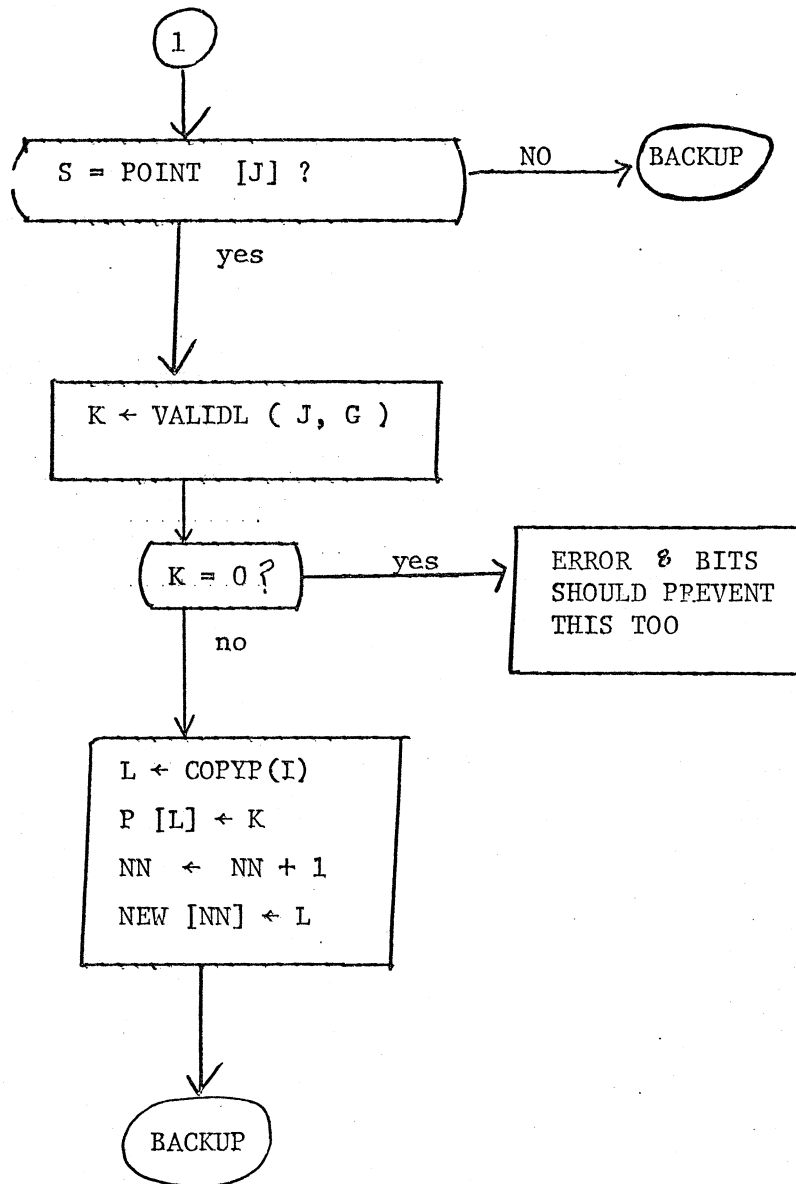 1
S = POINT [J] ?
NO
BACKUP
yes
K ← VALIDL ( J, G )
K = 0 ?
yes
ERROR & BITS
SHOULD PREVENT
THIS TOO
no
L ← COPYP(I)
P [L] ← K
NN ← NN + 1
NEW [NN] ← L
BACKUP